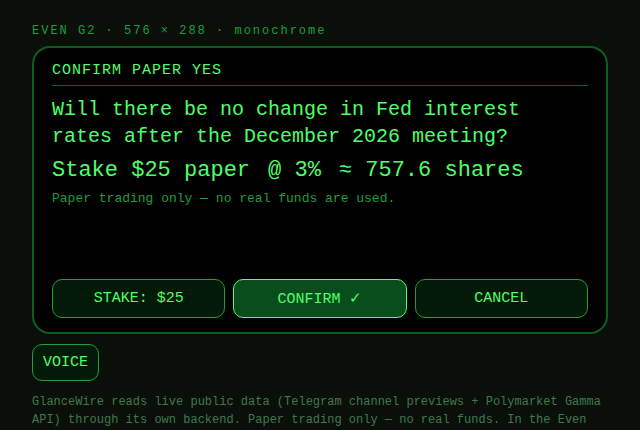 EVEN G2 · 576 × 288 · monochrome
CONFIRM PAPER YES
Will there be no change in Fed interest
rates after the December 2026 meeting?
Stake $25 paper @ 3% ≈ 757.6 shares
Paper trading only — no real funds are used.
STAKE: $25 CONFIRM ✓ CANCEL
VOICE
GlanceWire reads live public data (Telegram channel previews + Polymarket Gamma
API) through its own backend. Paper trading only — no real funds. In the Even